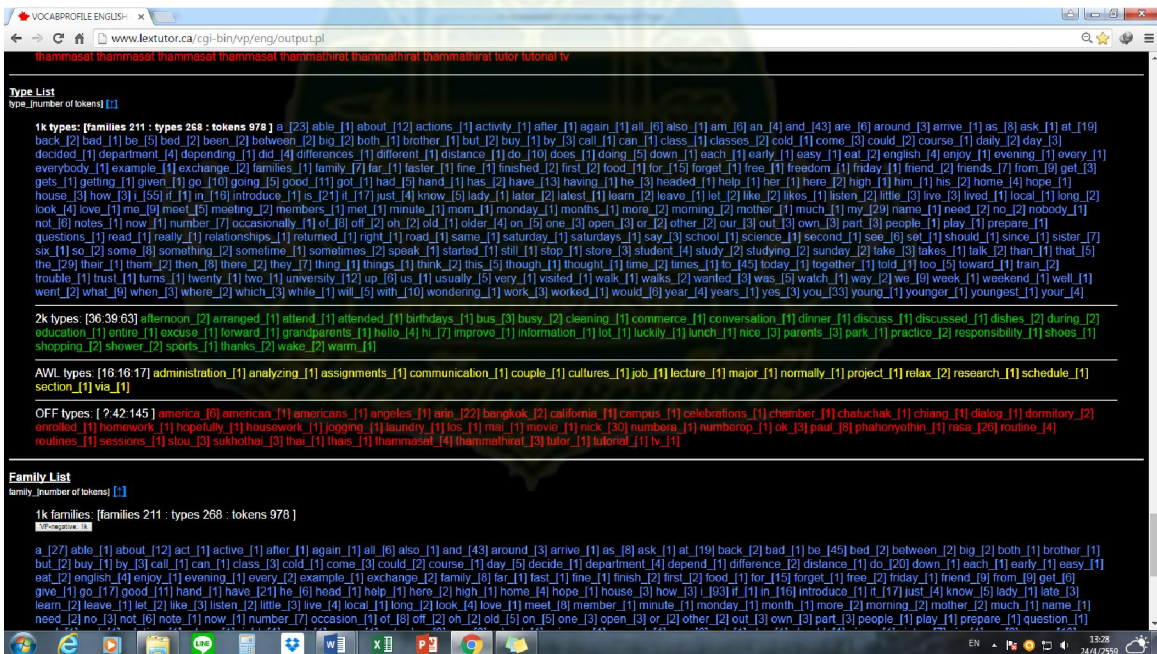 VOCABPROFILE ENGLISH
www.lextutor.ca/cgi-bin/vp/eng/output.pl
thammasat thammasat thammasat thammasat thammathirat thammathirat thammathirat tutor tutorial tv
Type List
type_[number of tokens] [↑]
1k types: [families 211 : types 268 : tokens 978 ] a_[23] able_[1] about_[12] actions_[1] activity_[1] after_[1] again_[1] all_[6] also_[1] am_[6] an_[4] and_[43] are_[6] around_[3] arrive_[1] as_[8] ask_[1] at_[19]
back_[2] bad_[1] be_[5] bed_[2] been_[2] between_[2] big_[2] both_[1] brother_[1] but_[2] buy_[1] by_[3] call_[1] can_[1] class_[1] classes_[2] cold_[1] come_[3] could_[2] course_[1] daily_[2] day_[3]
decided_[1] department_[4] depending_[1] did_[4] differences_[1] different_[1] distance_[1] do_[10] does_[1] doing_[5] down_[1] each_[1] early_[1] easy_[1] eat_[2] english_[4] enjoy_[1] evening_[1] every_[1]
everybody_[1] example_[1] exchange_[2] families_[1] family_[7] far_[1] faster_[1] fine_[1] finished_[2] first_[2] food_[1] for_[15] forget_[1] free_[1] freedom_[1] friday_[1] friend_[2] friends_[7] from_[9] get_[3]
gets_[1] getting_[1] given_[1] go_[10] going_[5] good_[11] got_[1] had_[5] hand_[1] has_[2] have_[13] having_[1] he_[3] headed_[1] help_[1] her_[1] here_[2] high_[1] him_[1] his_[2] home_[4] hope_[1]
house_[3] how_[3] i_[55] if_[1] in_[16] introduce_[1] is_[21] it_[17] just_[4] know_[5] lady_[1] later_[2] latest_[1] learn_[2] leave_[1] let_[2] like_[2] likes_[1] listen_[2] little_[3] live_[3] lived_[1] local_[1] long_[2]
look_[4] love_[1] me_[9] meet_[5] meeting_[2] members_[1] met_[1] minute_[1] mom_[1] monday_[1] months_[1] more_[2] morning_[2] mother_[1] much_[1] my_[29] name_[1] need_[2] no_[2] nobody_[1]
not_[6] notes_[1] now_[1] number_[7] occasionally_[1] of_[8] off_[2] oh_[2] old_[1] older_[4] on_[5] one_[3] open_[3] or_[2] other_[2] our_[3] out_[3] own_[3] part_[3] people_[1] play_[1] prepare_[1]
questions_[1] read_[1] really_[1] relationships_[1] returned_[1] right_[1] road_[1] same_[1] saturday_[1] saturdays_[1] say_[3] school_[1] science_[1] second_[1] see_[6] set_[1] should_[1] since_[1] sister_[7]
six_[1] so_[2] some_[8] something_[2] sometime_[1] sometimes_[2] speak_[1] started_[1] still_[1] stop_[1] store_[3] student_[4] study_[4] studying_[2] sunday_[2] take_[3] takes_[1] talk_[2] than_[1] that_[5]
the_[29] their_[1] them_[2] then_[8] there_[2] they_[7] thing_[1] things_[1] think_[2] this_[5] though_[1] thought_[1] time_[2] times_[1] to_[45] today_[1] together_[1] told_[1] too_[5] toward_[1] train_[2]
trouble_[1] trust_[1] turns_[1] twenty_[1] two_[1] university_[12] up_[6] us_[1] usually_[5] very_[1] visited_[1] walk_[1] walks_[2] wanted_[3] was_[5] watch_[1] way_[2] we_[9] week_[1] weekend_[1] well_[1]
went_[2] what_[9] when_[3] where_[2] which_[3] while_[1] will_[5] with_[10] wondering_[1] work_[3] worked_[1] would_[6] year_[4] years_[1] yes_[3] you_[33] young_[1] younger_[1] youngest_[1] your_[4]
2k types: [36:39:63] afternoon_[2] arranged_[1] attend_[1] attended_[1] birthdays_[1] bus_[3] busy_[2] cleaning_[1] commerce_[1] conversation_[1] dinner_[1] discuss_[1] discussed_[1] dishes_[2] during_[2]
education_[1] entire_[1] excuse_[1] forward_[1] grandparents_[1] hello_[4] hi_[7] improve_[1] information_[1] lot_[1] luckily_[1] lunch_[1] nice_[3] parents_[3] park_[1] practice_[2] responsibility_[1] shoes_[1]
shopping_[2] shower_[2] sports_[1] thanks_[2] wake_[2] warm_[1]
AWL types: [16:16:17] administration_[1] analyzing_[1] assignments_[1] communication_[1] couple_[1] cultures_[1] job_[1] lecture_[1] major_[1] normally_[1] project_[1] relax_[2] research_[1] schedule_[1]
section_[1] via_[1]
OFF types: [ ?:42:145 ] america_[6] american_[1] americans_[1] angeles_[1] arin_[22] bangkok_[2] california_[1] campus_[1] celebrations_[1] chamber_[1] chatuchak_[1] chiang_[1] dialog_[1] dormitory_[2]
enrolled_[1] homework_[1] hopefully_[1] housework_[1] jogging_[1] laundry_[1] los_[1] mai_[1] movie_[1] nick_[30] numbera_[1] numberop_[1] ok_[3] paul_[8] phahonyothin_[1] rasa_[26] routine_[4]
routines_[1] sessions_[1] stou_[3] sukhothai_[3] thai_[1] thais_[1] thammasat_[4] thammathirat_[3] tutor_[1] tutorial_[1] tv_[1]
Family List
family_[number of tokens] [↑]
1k families: [families 211 : types 268 : tokens 978 ]
VP-negative: 1k
a_[27] able_[1] about_[12] act_[1] active_[1] after_[1] again_[1] all_[6] also_[1] and_[43] around_[3] arrive_[1] as_[8] ask_[1] at_[19] back_[2] bad_[1] be_[45] bed_[2] between_[2] big_[2] both_[1] brother_[1]
but_[2] buy_[1] by_[3] call_[1] can_[1] class_[3] cold_[1] come_[3] could_[2] course_[1] day_[5] decide_[1] department_[4] depend_[1] difference_[2] distance_[1] do_[20] down_[1] each_[1] early_[1] easy_[1]
eat_[2] english_[4] enjoy_[1] evening_[1] every_[2] example_[1] exchange_[2] family_[8] far_[1] fast_[1] fine_[1] finish_[2] first_[2] food_[1] for_[15] forget_[1] free_[2] friday_[1] friend_[9] from_[9] get_[6]
give_[1] go_[17] good_[11] hand_[1] have_[21] he_[6] head_[1] help_[1] here_[2] high_[1] home_[4] hope_[1] house_[3] how_[3] i_[93] if_[1] in_[16] introduce_[1] it_[17] just_[4] know_[5] lady_[1] late_[3]
learn_[2] leave_[1] let_[2] like_[3] listen_[2] little_[3] live_[4] local_[1] long_[2] look_[4] love_[1] meet_[8] member_[1] minute_[1] monday_[1] month_[1] more_[2] morning_[2] mother_[2] much_[1] name_[1]
need_[2] no_[3] not_[6] note_[1] now_[1] number_[7] occasion_[1] of_[8] off_[2] oh_[2] old_[5] on_[5] one_[3] open_[3] or_[2] other_[2] out_[3] own_[3] part_[3] people_[1] play_[1] prepare_[1] question_[1]
EN
13:28
24/4/2559